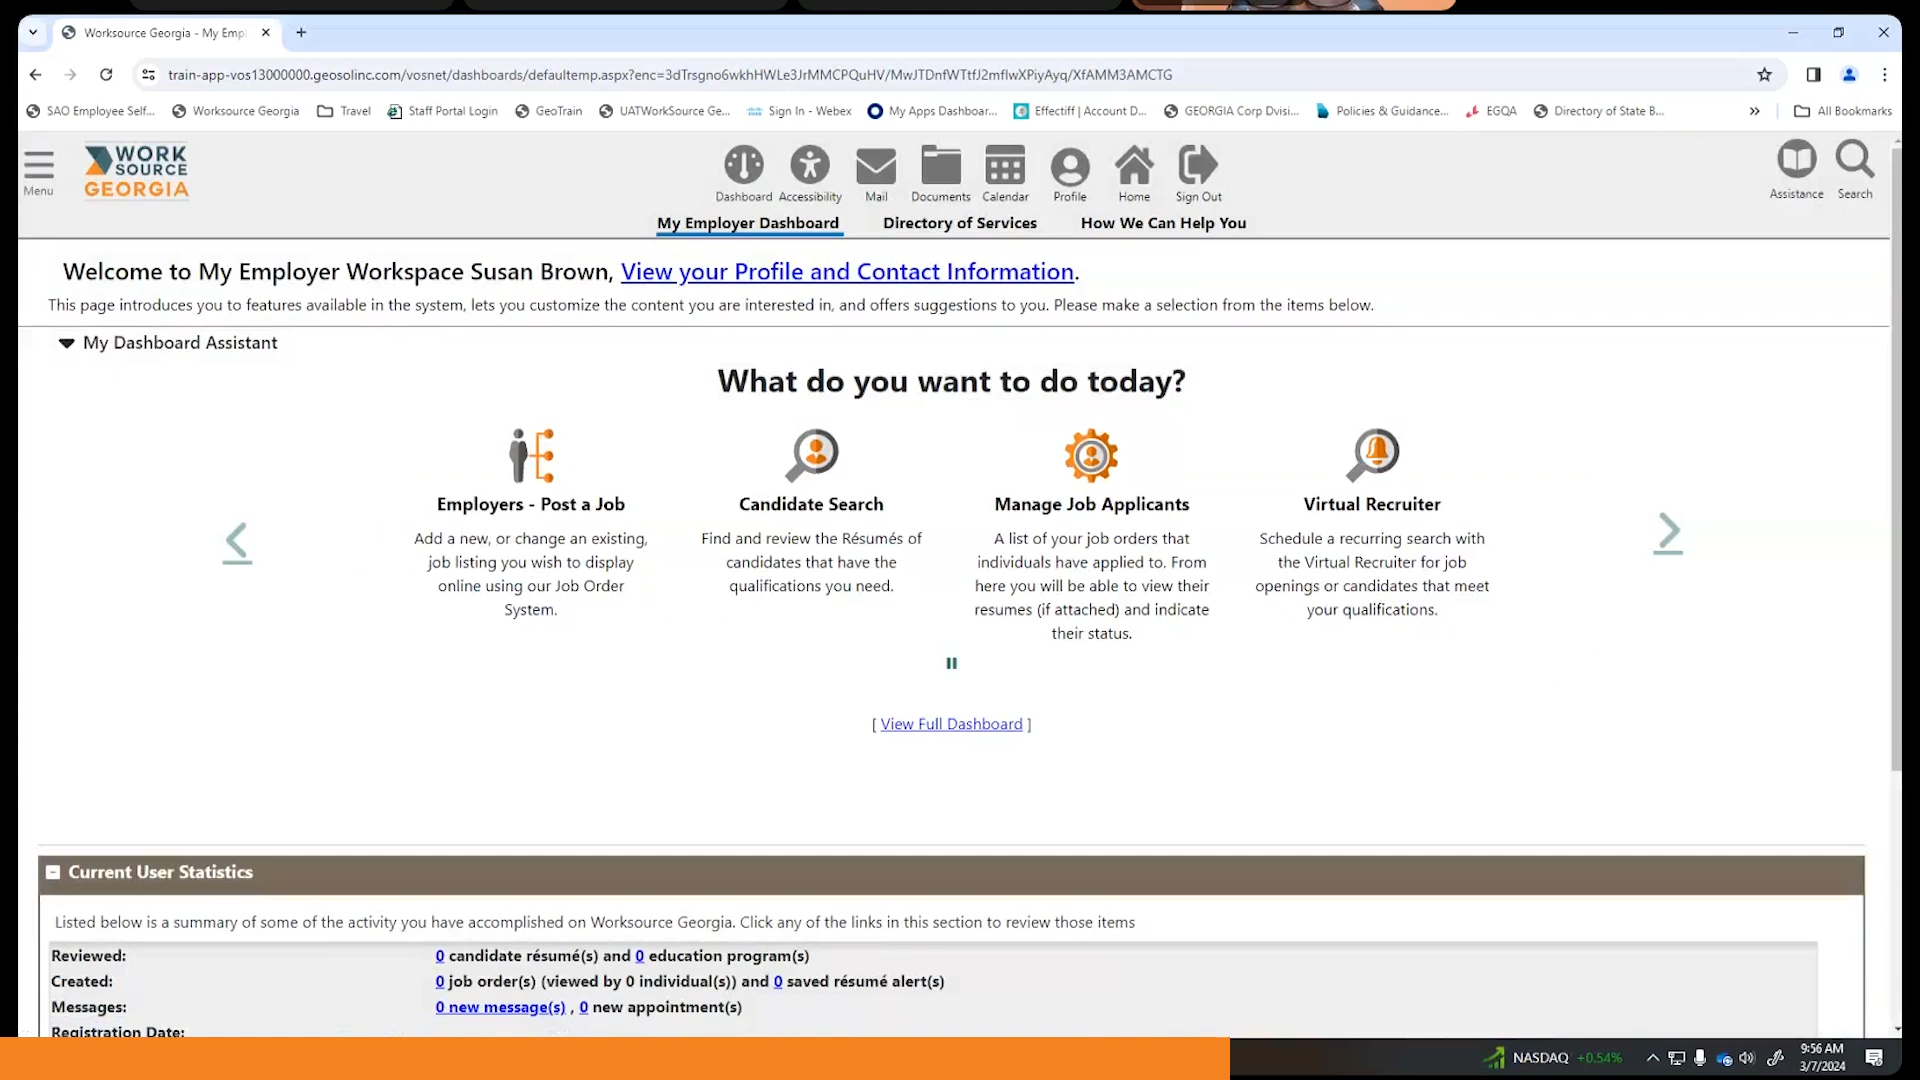 Worksource Georgia - My Emp
train-app-vos13000000.geosolinc.com/vosnet/dashboards/defaultemp.aspx?enc=3dTrsgno6wkhHWLe3JrMMCPQuHV/MwJTDnfWTtfJ2mfIwXPiyAyq/XfAMM3AMCTG
SAO Employee Self... Worksource Georgia Travel Staff Portal Login GeoTrain UATWorkSource Ge... Sign In - Webex My Apps Dashboar... Effectiff | Account D... GEORGIA Corp Dvisi... Policies & Guidance... EGQA Directory of State B... » All Bookmarks
Menu
WORK
SOURCE
GEORGIA
Dashboard Accessibility Mail Documents Calendar Profile Home Sign Out
Assistance Search
My Employer Dashboard Directory of Services How We Can Help You
Welcome to My Employer Workspace Susan Brown, View your Profile and Contact Information.
This page introduces you to features available in the system, lets you customize the content you are interested in, and offers suggestions to you. Please make a selection from the items below.
My Dashboard Assistant
What do you want to do today?
Employers - Post a Job
Add a new, or change an existing,
job listing you wish to display
online using our Job Order
System.
Candidate Search
Find and review the Résumés of
candidates that have the
qualifications you need.
Manage Job Applicants
A list of your job orders that
individuals have applied to. From
here you will be able to view their
resumes (if attached) and indicate
their status.
Virtual Recruiter
Schedule a recurring search with
the Virtual Recruiter for job
openings or candidates that meet
your qualifications.
[ View Full Dashboard ]
Current User Statistics
Listed below is a summary of some of the activity you have accomplished on Worksource Georgia. Click any of the links in this section to review those items
Reviewed: 0 candidate résumé(s) and 0 education program(s)
Created: 0 job order(s) (viewed by 0 individual(s)) and 0 saved résumé alert(s)
Messages: 0 new message(s) , 0 new appointment(s)
Registration Date:
NASDAQ +0.54%
9:56 AM
3/7/2024